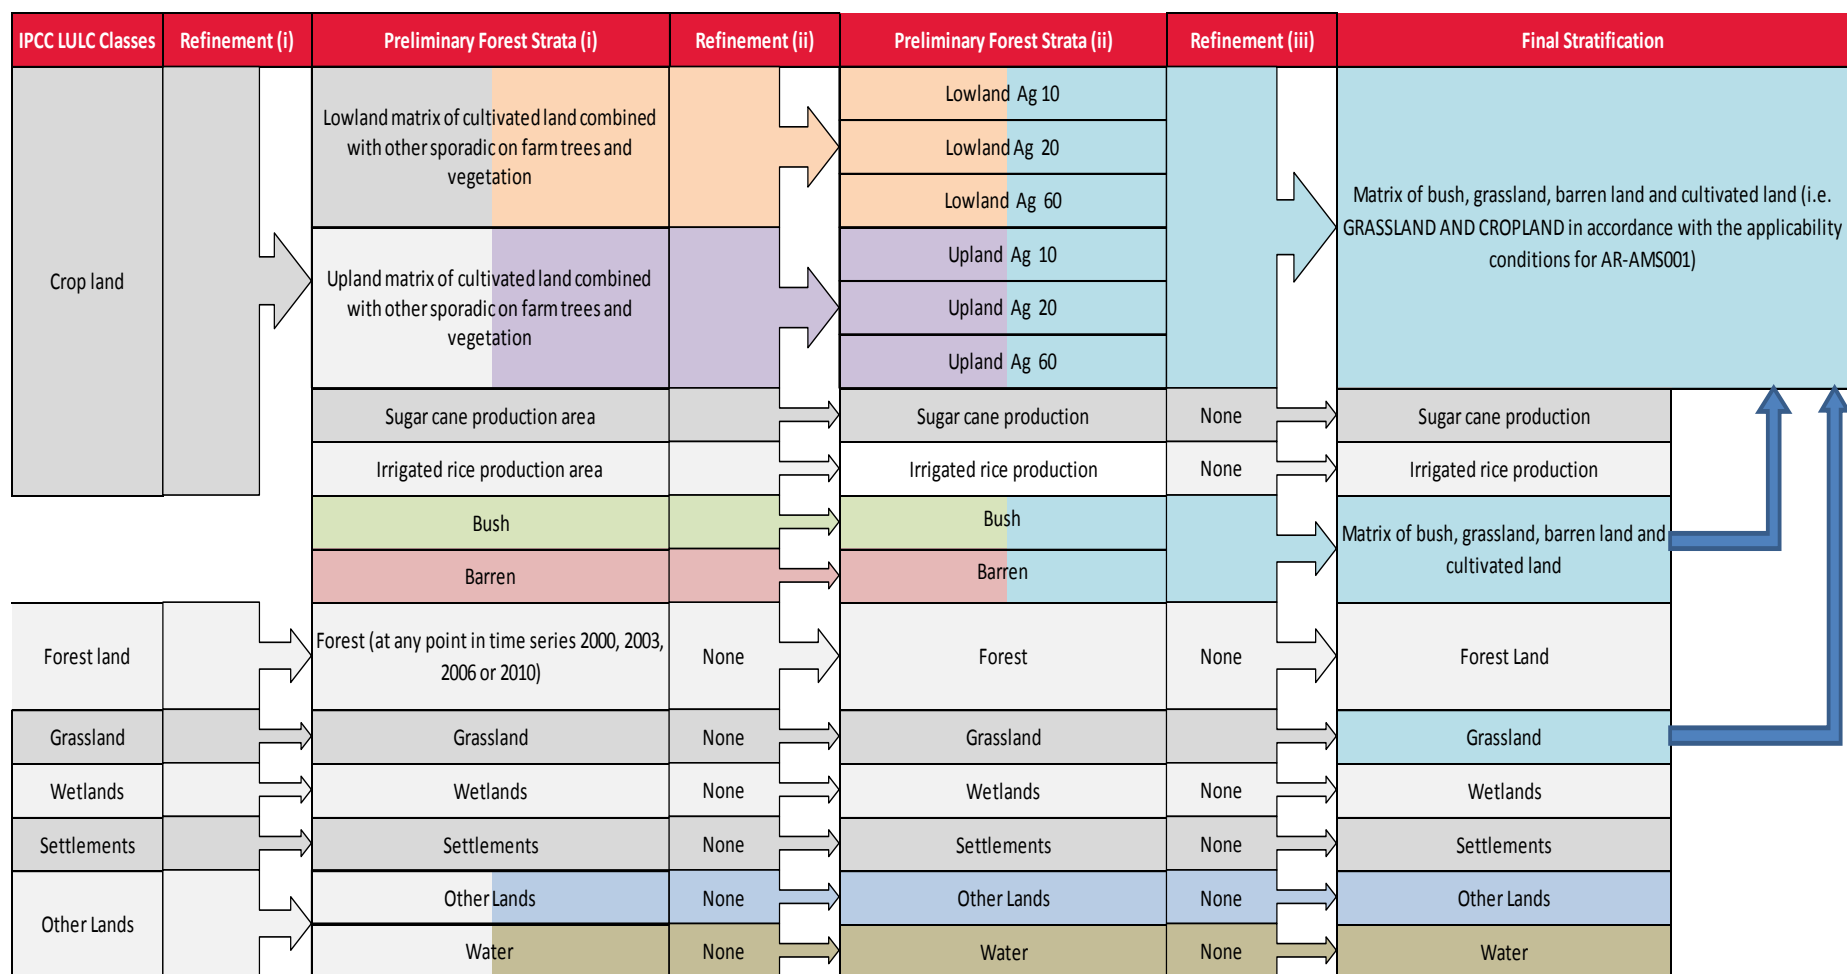 IPCC LULC Classes
Refinement (i)
Preliminary Forest Strata (i)
Refinement (ii)
Preliminary Forest Strata (ii)
Refinement (iii)
Final Stratification
Crop land
Lowland matrix of cultivated land combined
with other sporadic on farm trees and
vegetation
Lowland Ag 10
Lowland Ag 20
Lowland Ag 60
Matrix of bush, grassland, barren land and cultivated land (i.e.
GRASSLAND AND CROPLAND in accordance with the applicability
conditions for AR-AMS001)
Upland matrix of cultivated land combined
with other sporadic on farm trees and
vegetation
Upland Ag 10
Upland Ag 20
Upland Ag 60
Sugar cane production area
Sugar cane production
None
Sugar cane production
Irrigated rice production area
Irrigated rice production
None
Irrigated rice production
Bush
Bush
Matrix of bush, grassland, barren land and
cultivated land
Barren
Barren
Forest land
Forest (at any point in time series 2000, 2003,
2006 or 2010)
None
Forest
None
Forest Land
Grassland
Grassland
None
Grassland
Grassland
Wetlands
Wetlands
None
Wetlands
None
Wetlands
Settlements
Settlements
None
Settlements
None
Settlements
Other Lands
Other Lands
None
Other Lands
None
Other Lands
Water
None
Water
None
Water